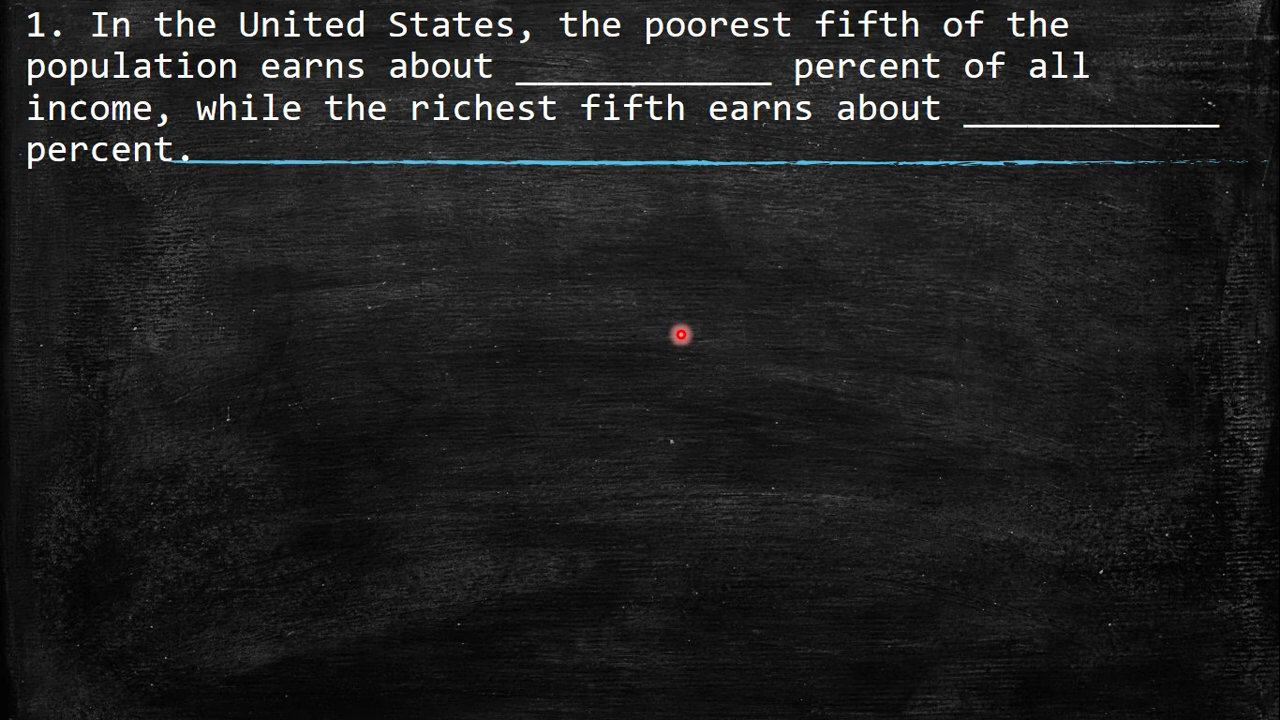 1. In the United States, the poorest fifth of the
population earns about ____________ percent of all
income, while the richest fifth earns about ____________
percent.